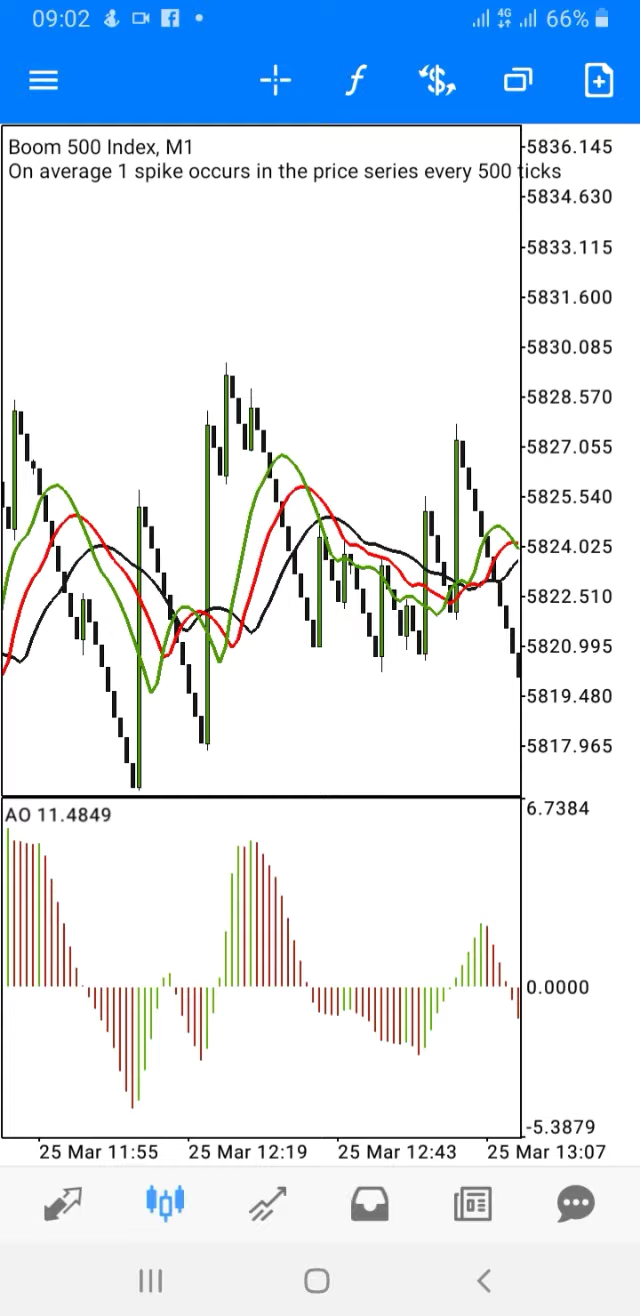 09:02 4G 66%
f $
Boom 500 Index, M1
On average 1 spike occurs in the price series every 500 ticks
5836.145
5834.630
5833.115
5831.600
5830.085
5828.570
5827.055
5825.540
5824.025
5822.510
5820.995
5819.480
5817.965
AO 11.4849
6.7384
0.0000
-5.3879
25 Mar 11:55 25 Mar 12:19 25 Mar 12:43 25 Mar 13:07